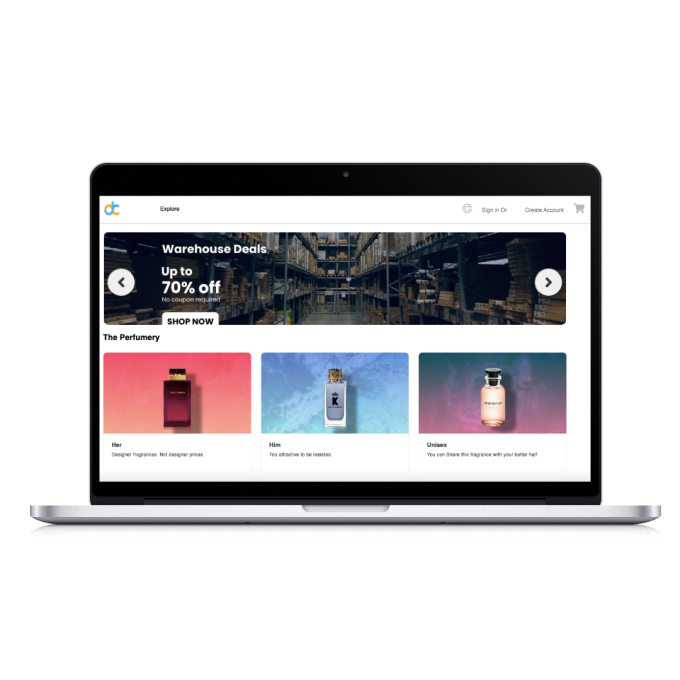 dc
Explore
Sign in Or
Create Account
Warehouse Deals
Up to
70% off
No coupon required
SHOP NOW
The Perfumery
K
Her
Designer fragrances. Not designer prices
Him
Too attractive to be resisted
Unisex
You can Share this fragrance with your better half